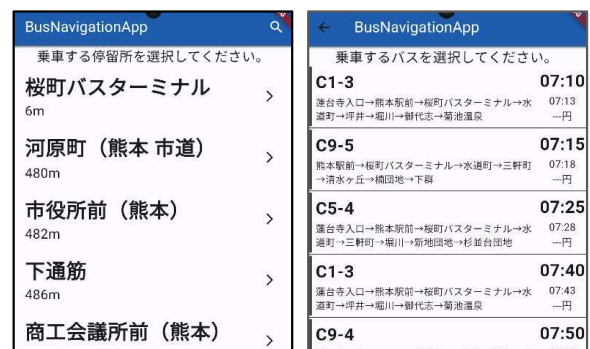 BusNavigationApp
乗車する停留所を選択してください。
桜町バスターミナル
6m
河原町（熊本 市道）
480m
市役所前（熊本）
482m
下通筋
486m
商工会議所前（熊本）
BusNavigationApp
乗車するバスを選択してください。
C1-3 07:10
蓮台寺入口→熊本駅前→桜町バスターミナル→水 07:13
道町→坪井→堀川→御代志→菊池温泉 ---円
C9-5 07:15
熊本駅前→桜町バスターミナル→水道町→三軒町 07:18
→清水ヶ丘→楠団地→下群 ---円
C5-4 07:25
蓮台寺入口→熊本駅前→桜町バスターミナル→水 07:28
道町→三軒町→堀川→新地団地→杉並台団地 ---円
C1-3 07:40
蓮台寺入口→熊本駅前→桜町バスターミナル→水 07:43
道町→坪井→堀川→御代志→菊池温泉 ---円
C9-4 07:50